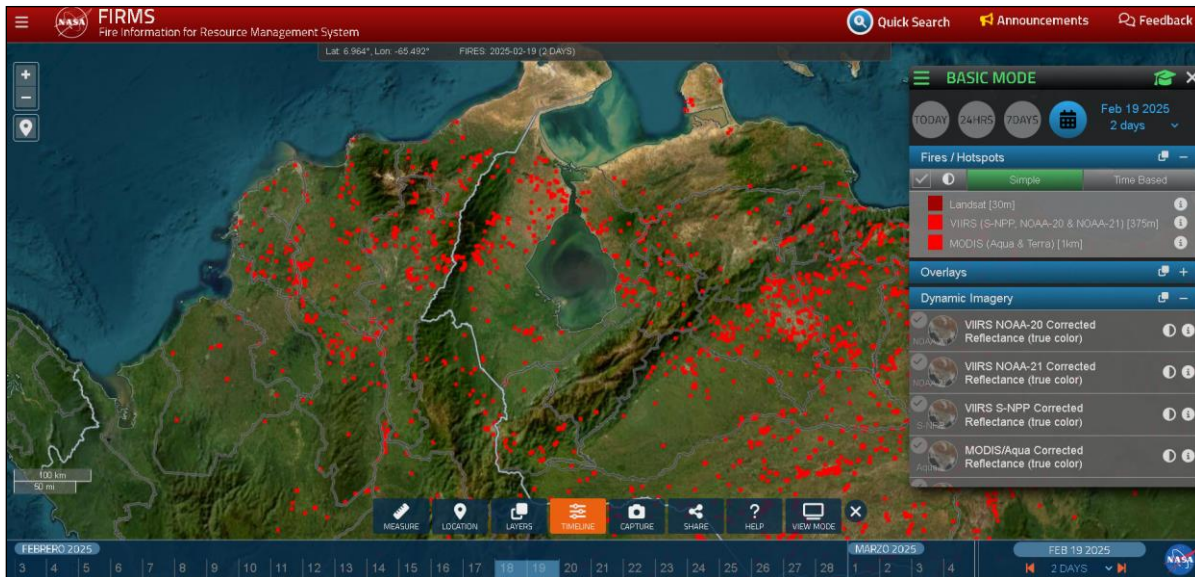 NASA
FIRMS
Fire Information for Resource Management System
Quick Search
Announcements
Feedback
Lat: 6.964°, Lon: -65.492°
FIRES: 2025-02-19 (2 DAYS)
+
−
BASIC MODE
TODAY
24HRS
7DAYS
Feb 19 2025
2 days
Fires / Hotspots
Simple
Time Based
Landsat [30m]
VIIRS (S-NPP, NOAA-20 & NOAA-21) [375m]
MODIS (Aqua & Terra) [1km]
Overlays
Dynamic Imagery
NOAA
VIIRS NOAA-20 Corrected
Reflectance (true color)
NOAA
VIIRS NOAA-21 Corrected
Reflectance (true color)
S-NPP
VIIRS S-NPP Corrected
Reflectance (true color)
Aqua
MODIS/Aqua Corrected
Reflectance (true color)
100 km
50 mi
MEASURE
LOCATION
LAYERS
TIMELINE
CAPTURE
SHARE
HELP
VIEW MODE
FEBRERO 2025
3 4 5 6 7 8 9 10 11 12 13 14 15 16 17 18 19 20 21 22 23 24 25 26 27 28
MARZO 2025
1 2 3 4
FEB 19 2025
2 DAYS
NASA